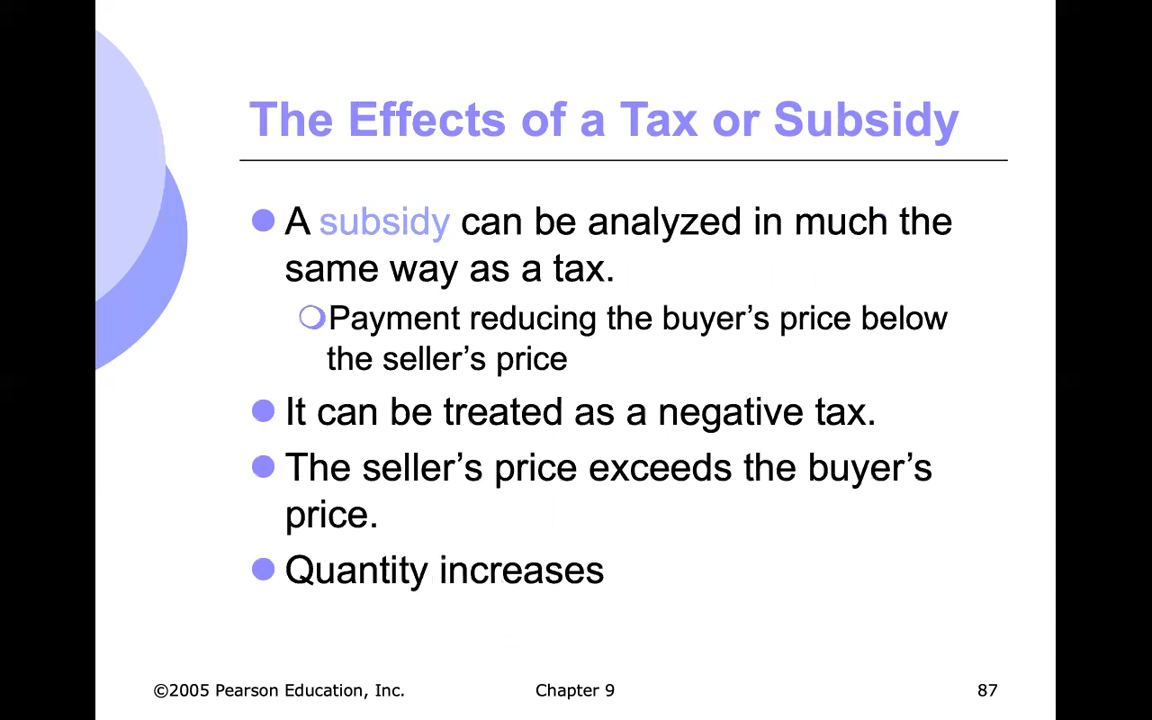 The Effects of a Tax or Subsidy
A subsidy can be analyzed in much the
same way as a tax.
Payment reducing the buyer’s price below
the seller’s price
It can be treated as a negative tax.
The seller’s price exceeds the buyer’s
price.
Quantity increases
©2005 Pearson Education, Inc.
Chapter 9
87